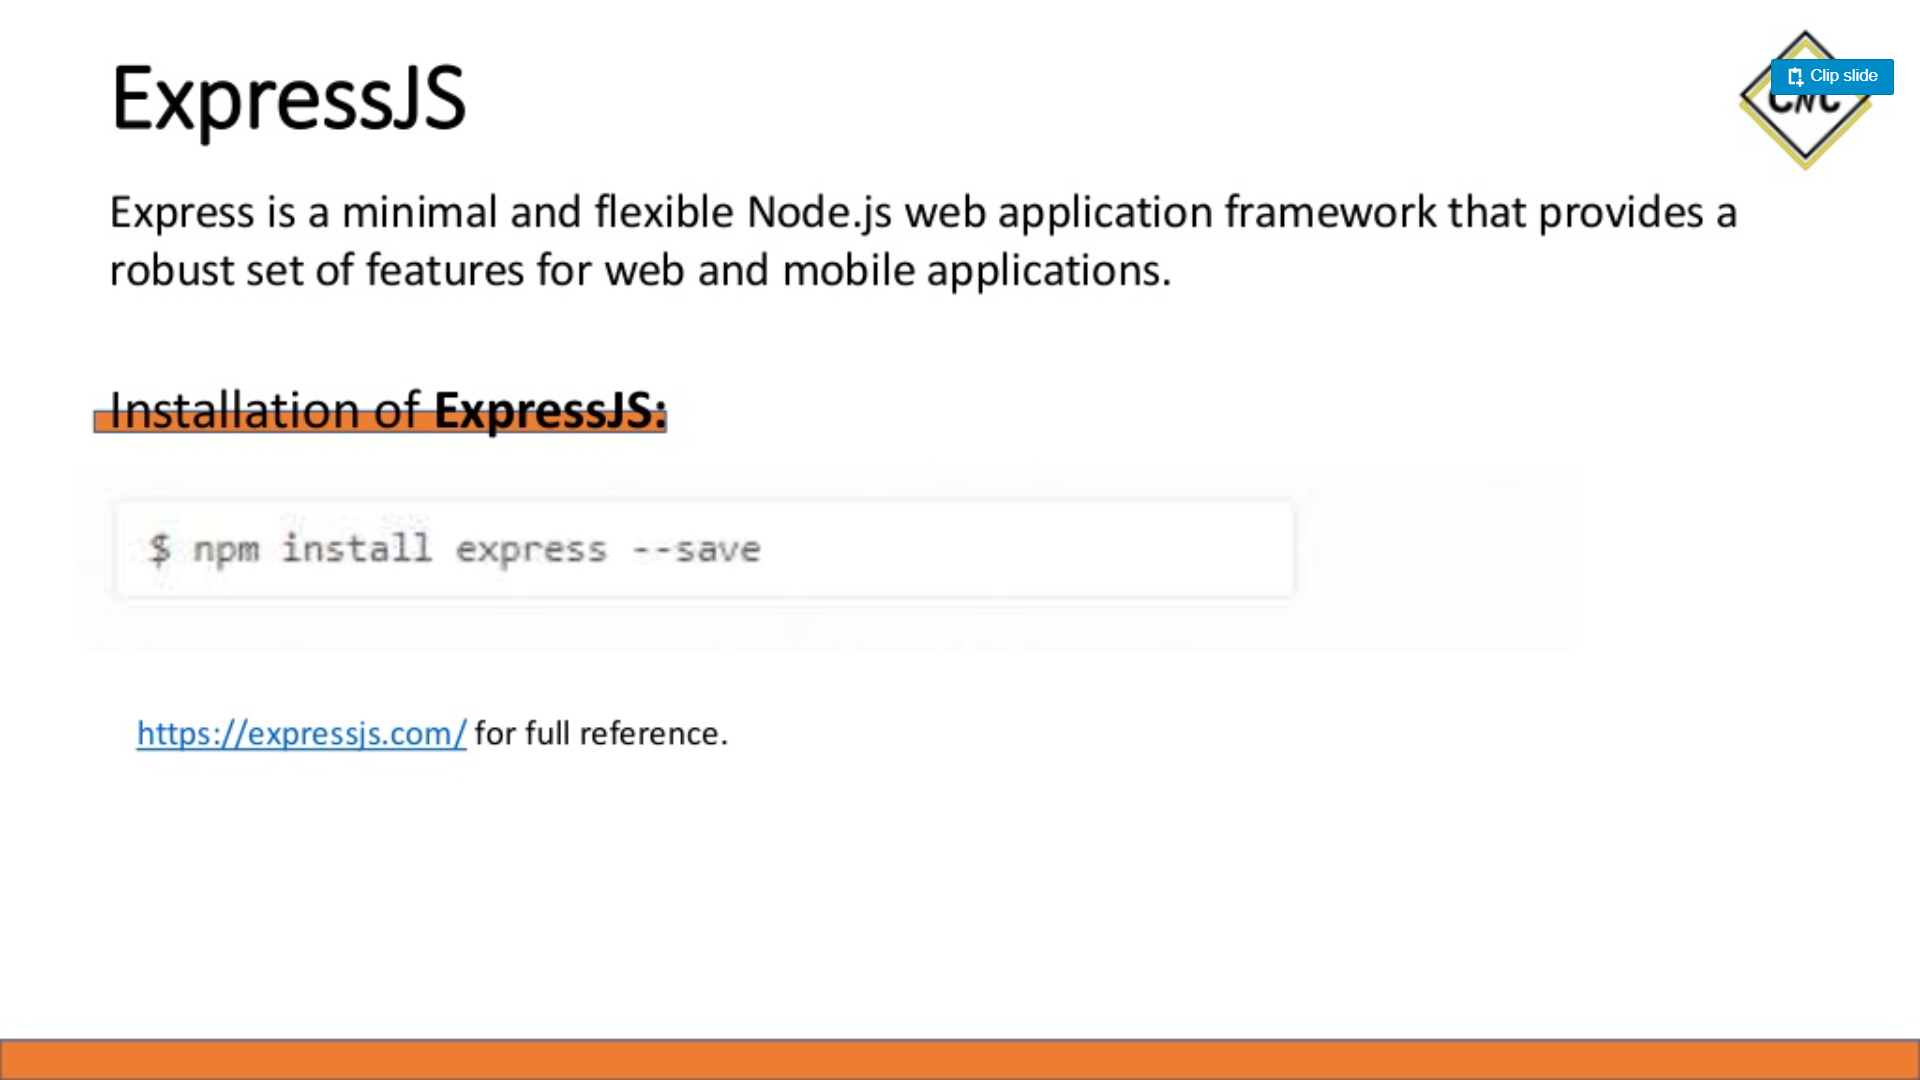 ExpressJS
Clip slide
CNC
Express is a minimal and flexible Node.js web application framework that provides a
robust set of features for web and mobile applications.
Installation of ExpressJS:
$ npm install express --save
https://expressjs.com/ for full reference.